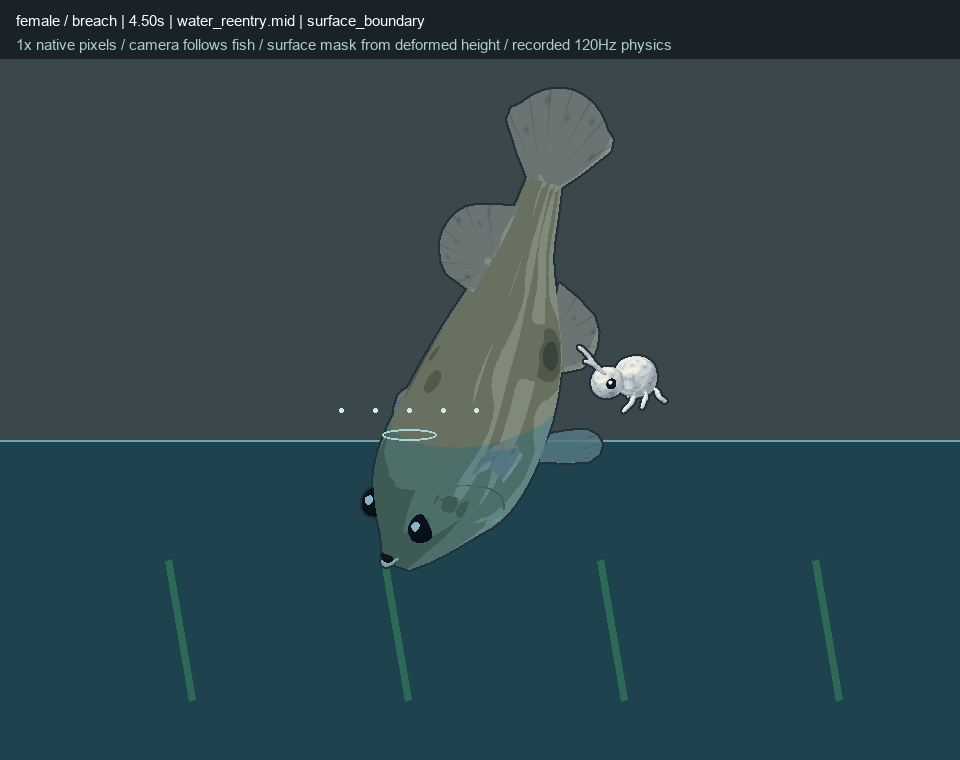 female / breach | 4.50s | water_reentry.mid | surface_boundary
1x native pixels / camera follows fish / surface mask from deformed height / recorded 120Hz physics